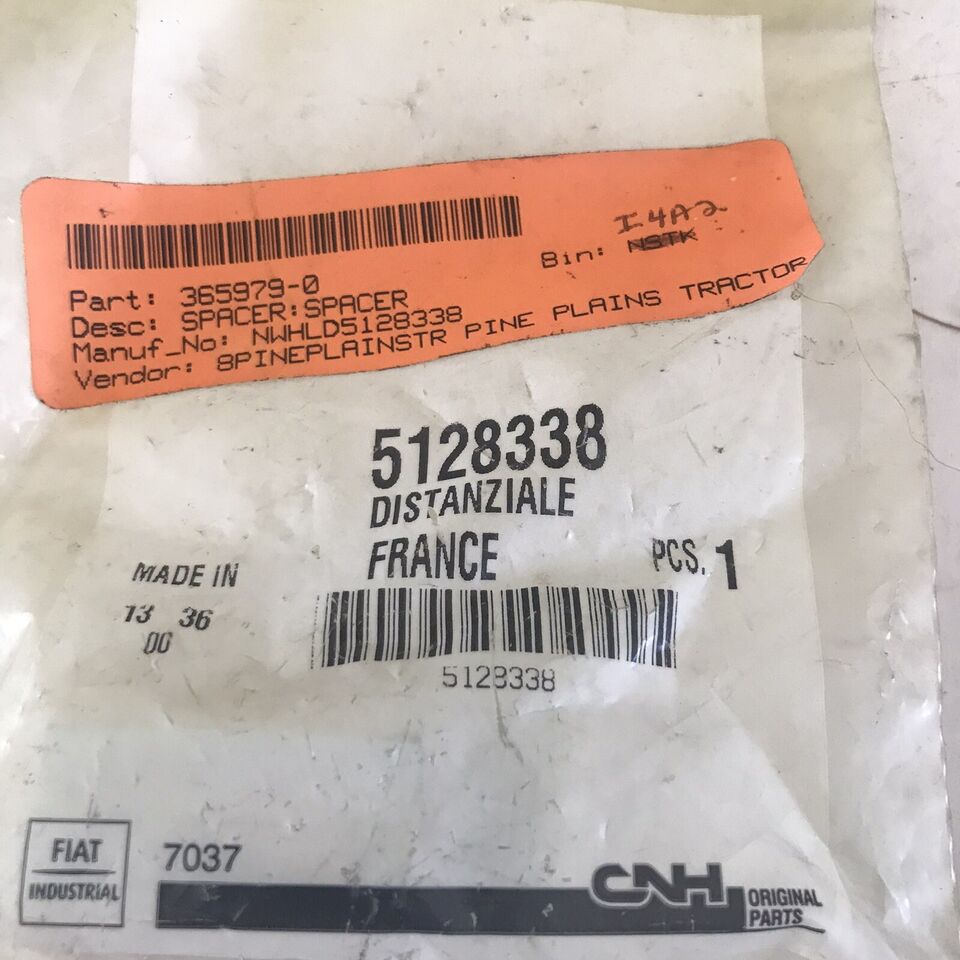 I4A2
Bin: NSTK
Part: 365979-0
Desc: SPACER:SPACER
Manuf_No: NWHLD5128338
Vendor: 8PINEPLAINSTR PINE PLAINS TRACTOR
5128338
DISTANZIALE
MADE IN FRANCE PCS. 1
13 36
00
5128338
FIAT
INDUSTRIAL
7037
CNH ORIGINAL
PARTS